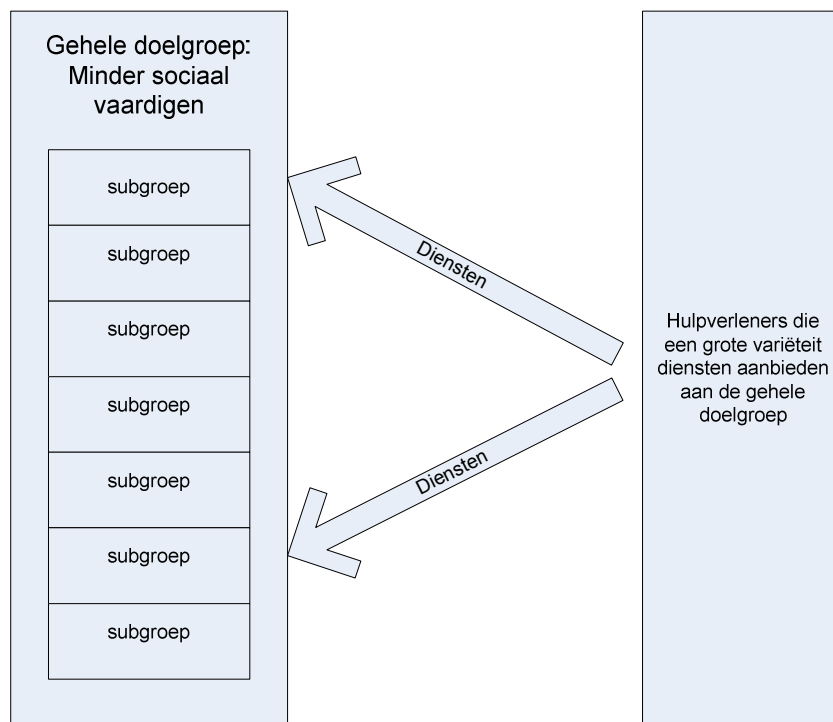 Gehele doelgroep:
Minder sociaal
vaardigen
subgroep
subgroep
subgroep
subgroep
subgroep
subgroep
subgroep
Diensten
Diensten
Hulpverleners die
een grote variëteit
diensten aanbieden
aan de gehele
doelgroep